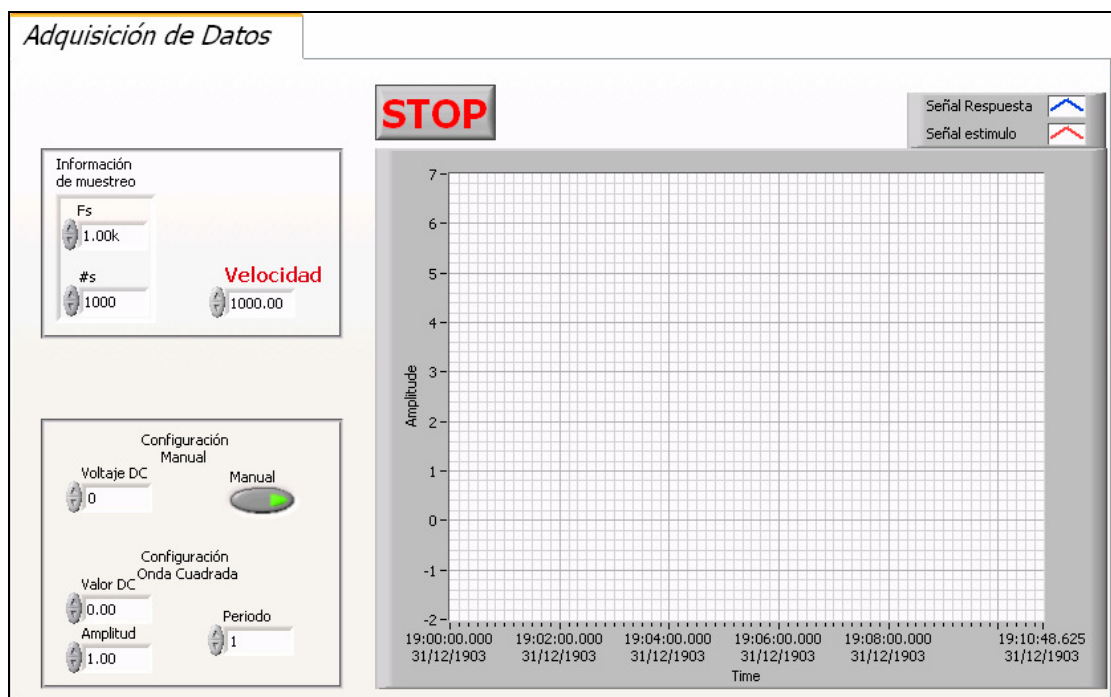 Adquisición de Datos
STOP
Señal Respuesta
Señal estimulo
Información
de muestreo
Fs
1.00k
#s
1000
Velocidad
1000.00
Configuración
Manual
Voltaje DC
0
Manual
Configuración
Onda Cuadrada
Valor DC
0.00
Amplitud
1.00
Periodo
1
Amplitude
7
6
5
4
3
2
1
0
-1
-2
19:00:00.000 19:02:00.000 19:04:00.000 19:06:00.000 19:08:00.000 19:10:48.625
31/12/1903 31/12/1903 31/12/1903 31/12/1903 31/12/1903 31/12/1903
Time